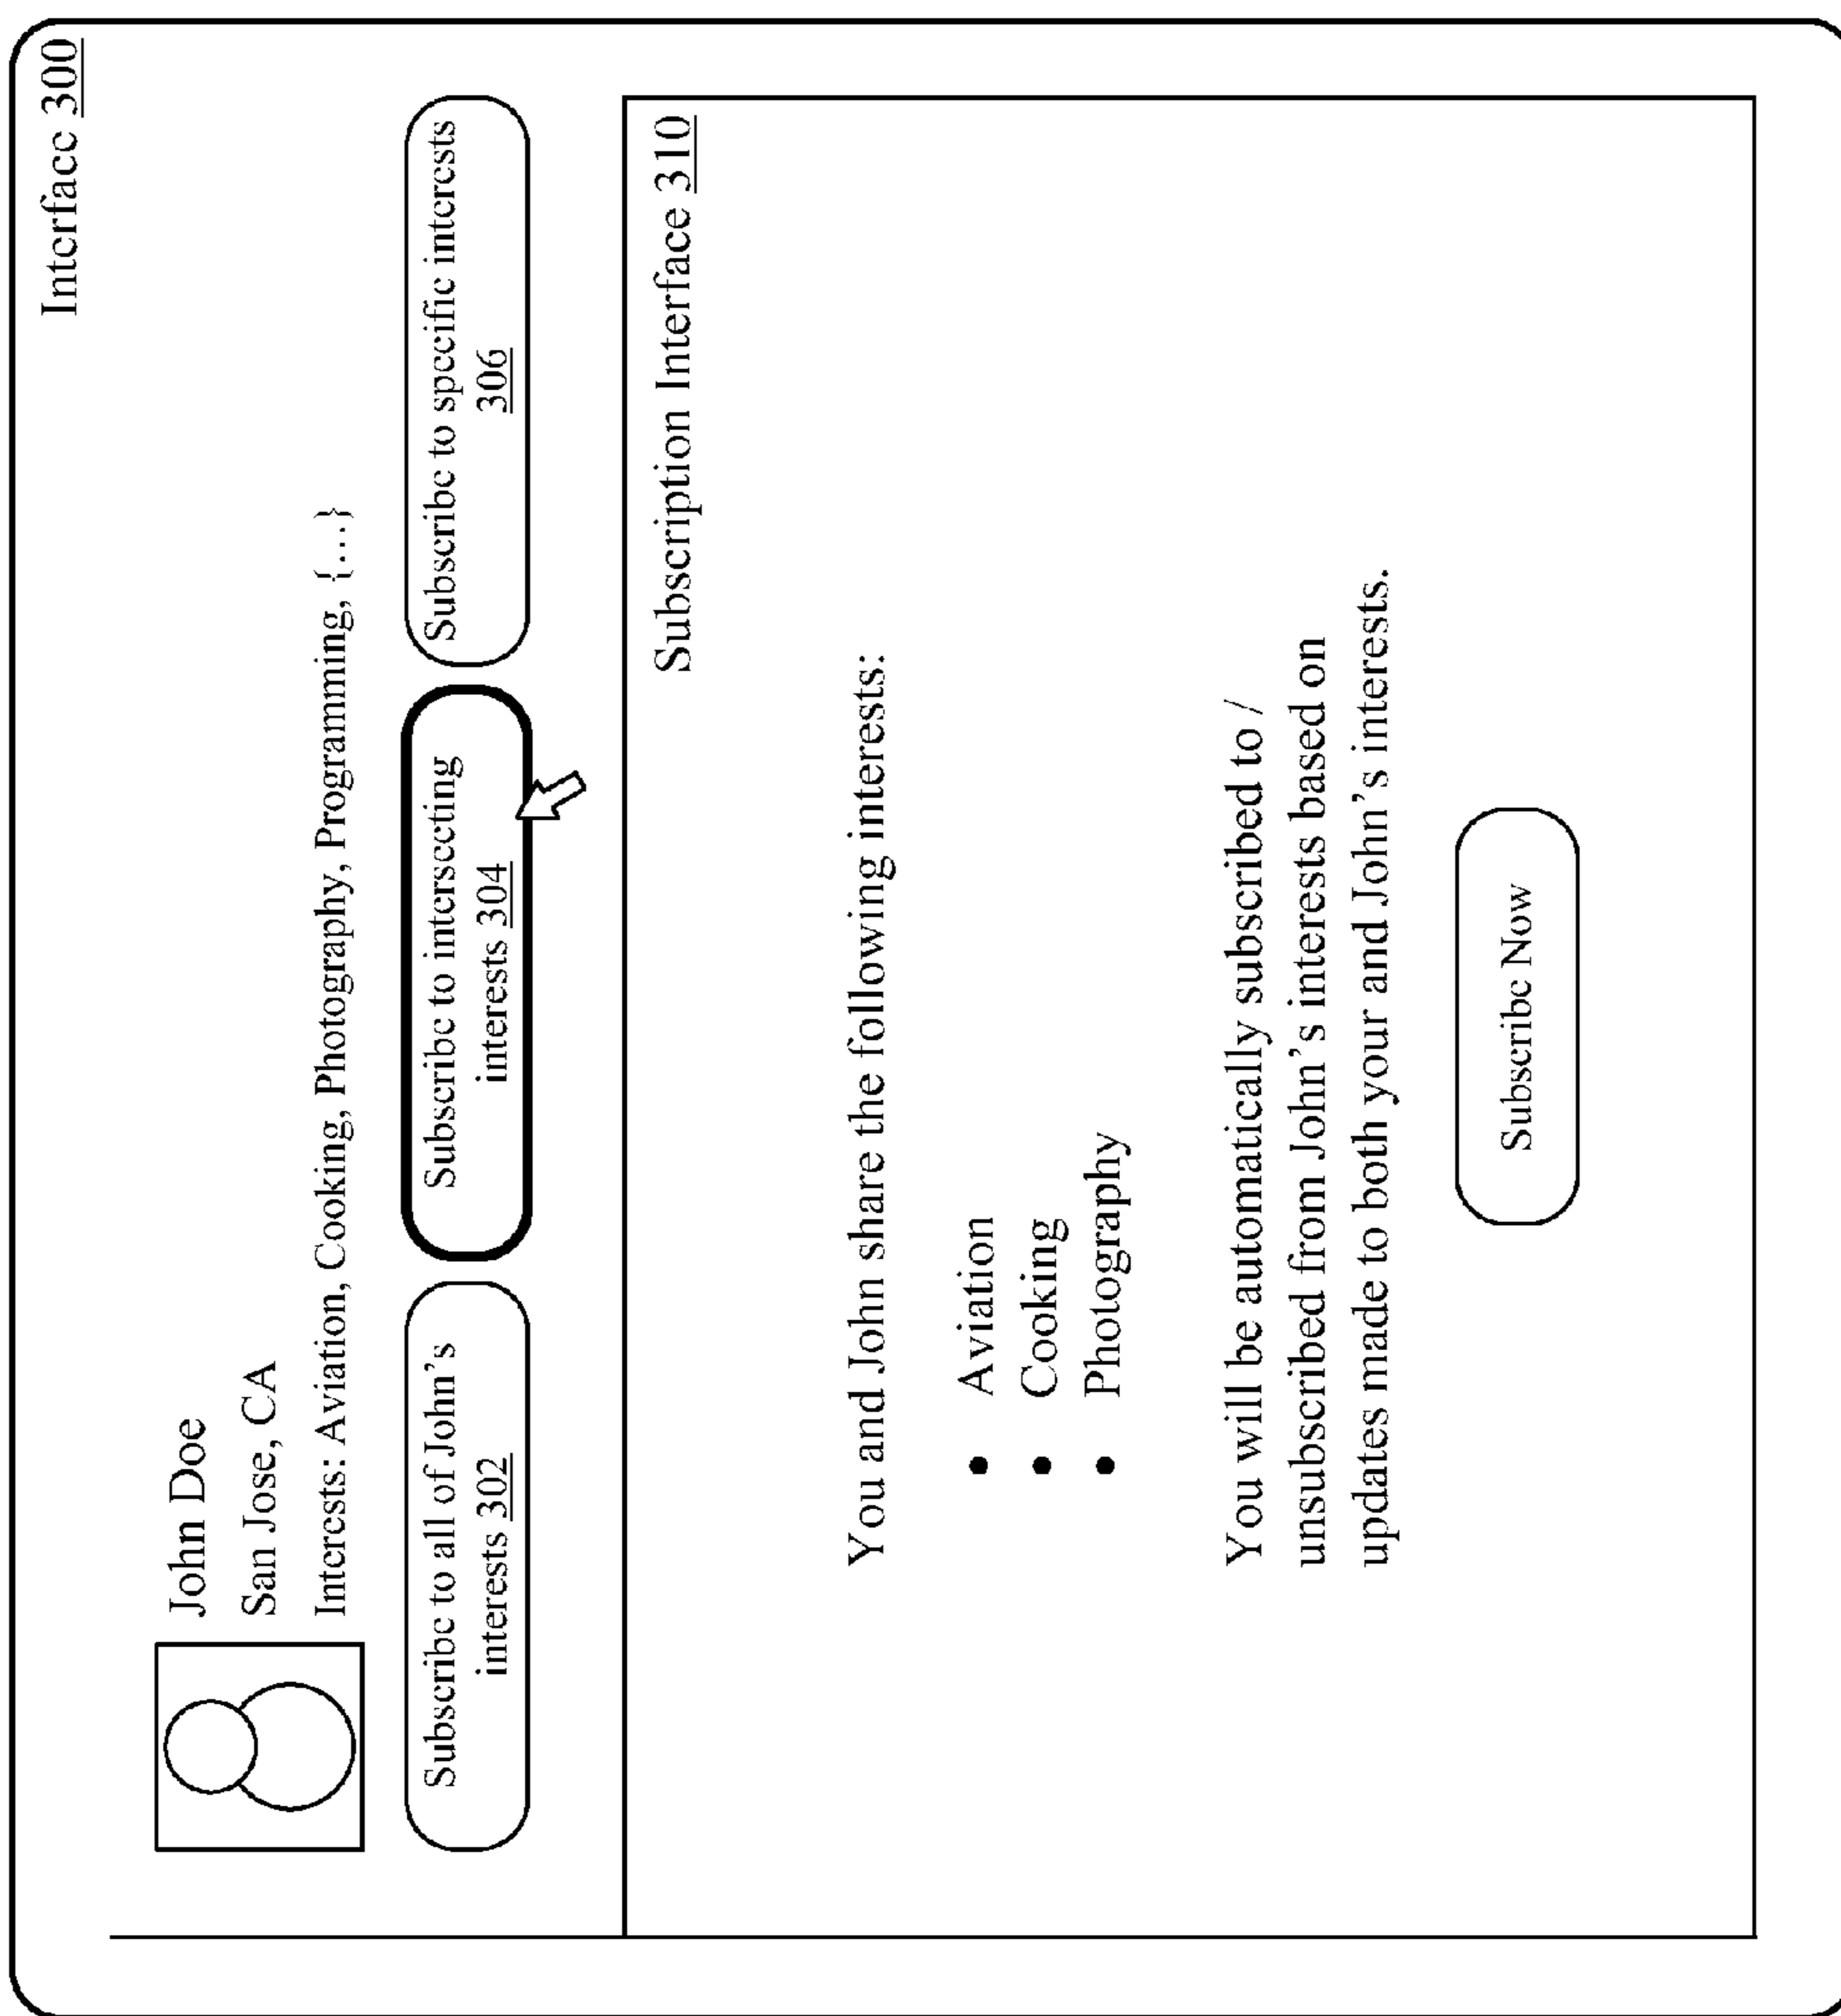 Interface 300
John Doe
San Jose, CA
Interests: Aviation, Cooking, Photography, Programming, {...}
Subscribe to all of John's
interests 302
Subscribe to intersecting
interests 304
Subscribe to specific interests
306
Subscription Interface 310
You and John share the following interests:
• Aviation
• Cooking
• Photography
You will be automatically subscribed to /
unsubscribed from John's interests based on
updates made to both your and John's interests.
Subscribe Now